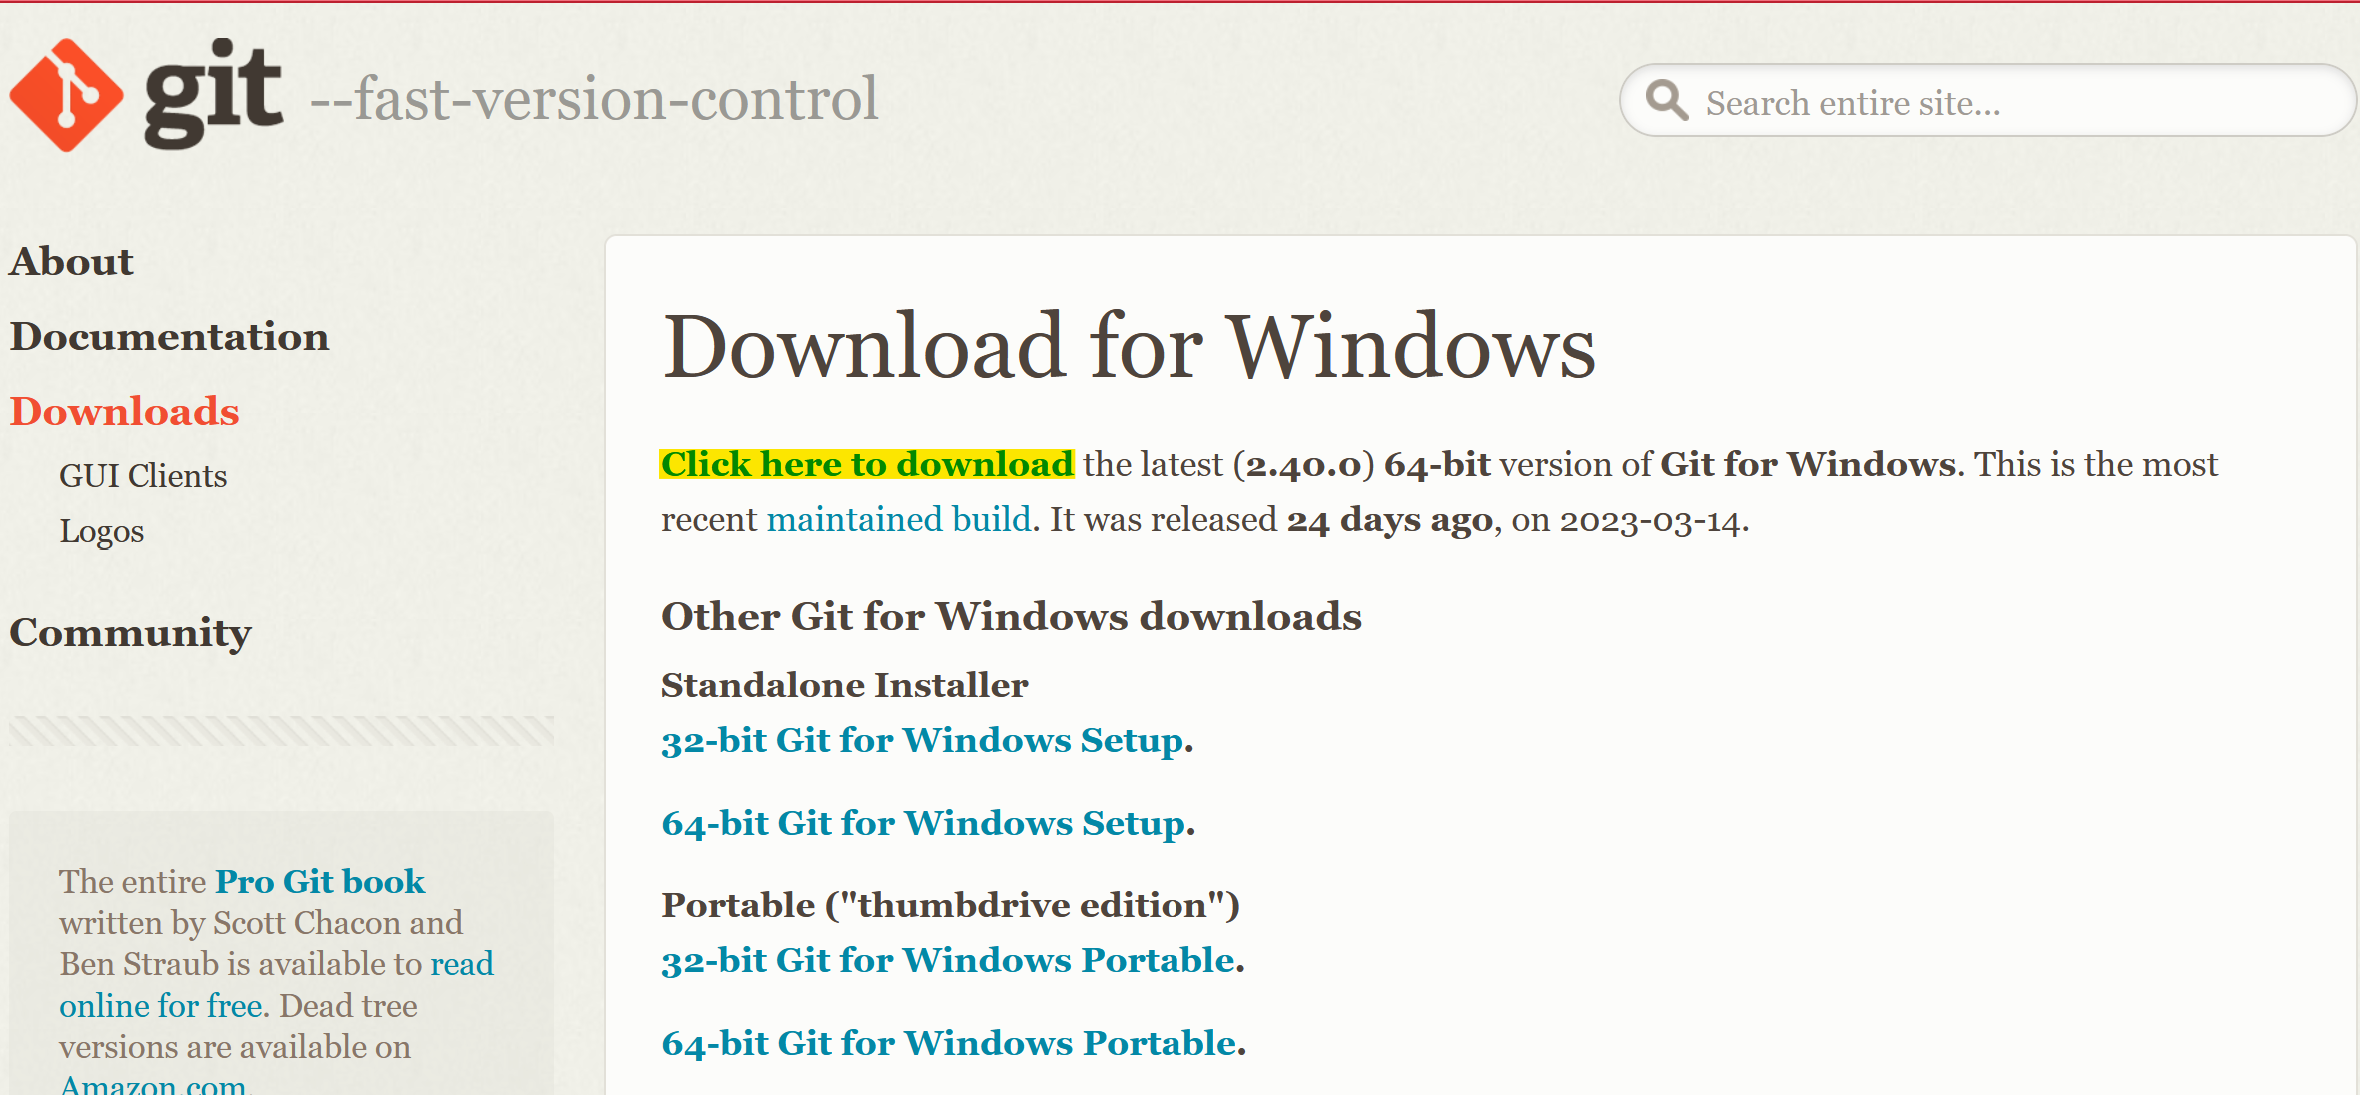 git --fast-version-control
Search entire site...
About
Documentation
Downloads
GUI Clients
Logos
Community
The entire Pro Git book
written by Scott Chacon and
Ben Straub is available to read
online for free. Dead tree
versions are available on
Amazon.com.
Download for Windows
Click here to download the latest (2.40.0) 64-bit version of Git for Windows. This is the most
recent maintained build. It was released 24 days ago, on 2023-03-14.
Other Git for Windows downloads
Standalone Installer
32-bit Git for Windows Setup.
64-bit Git for Windows Setup.
Portable ("thumbdrive edition")
32-bit Git for Windows Portable.
64-bit Git for Windows Portable.